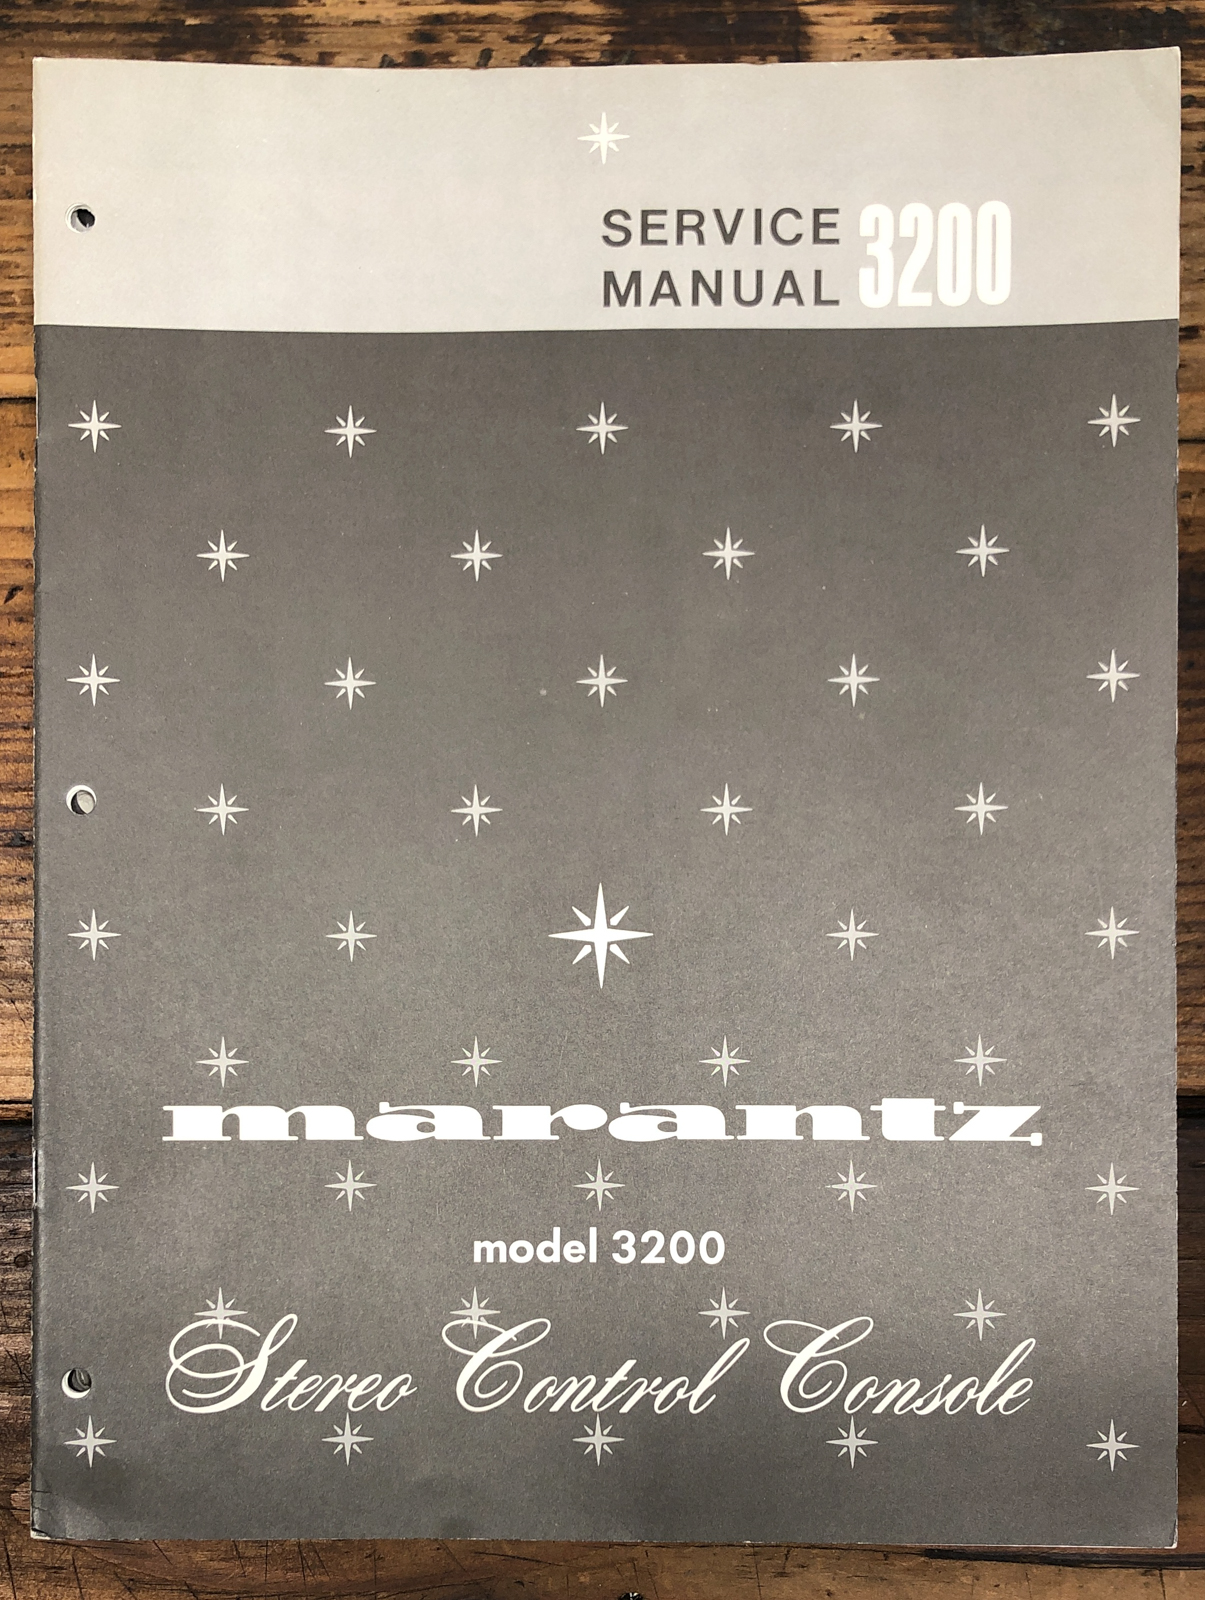 SERVICE
MANUAL 3200
marantz
model 3200
Stereo Control Console